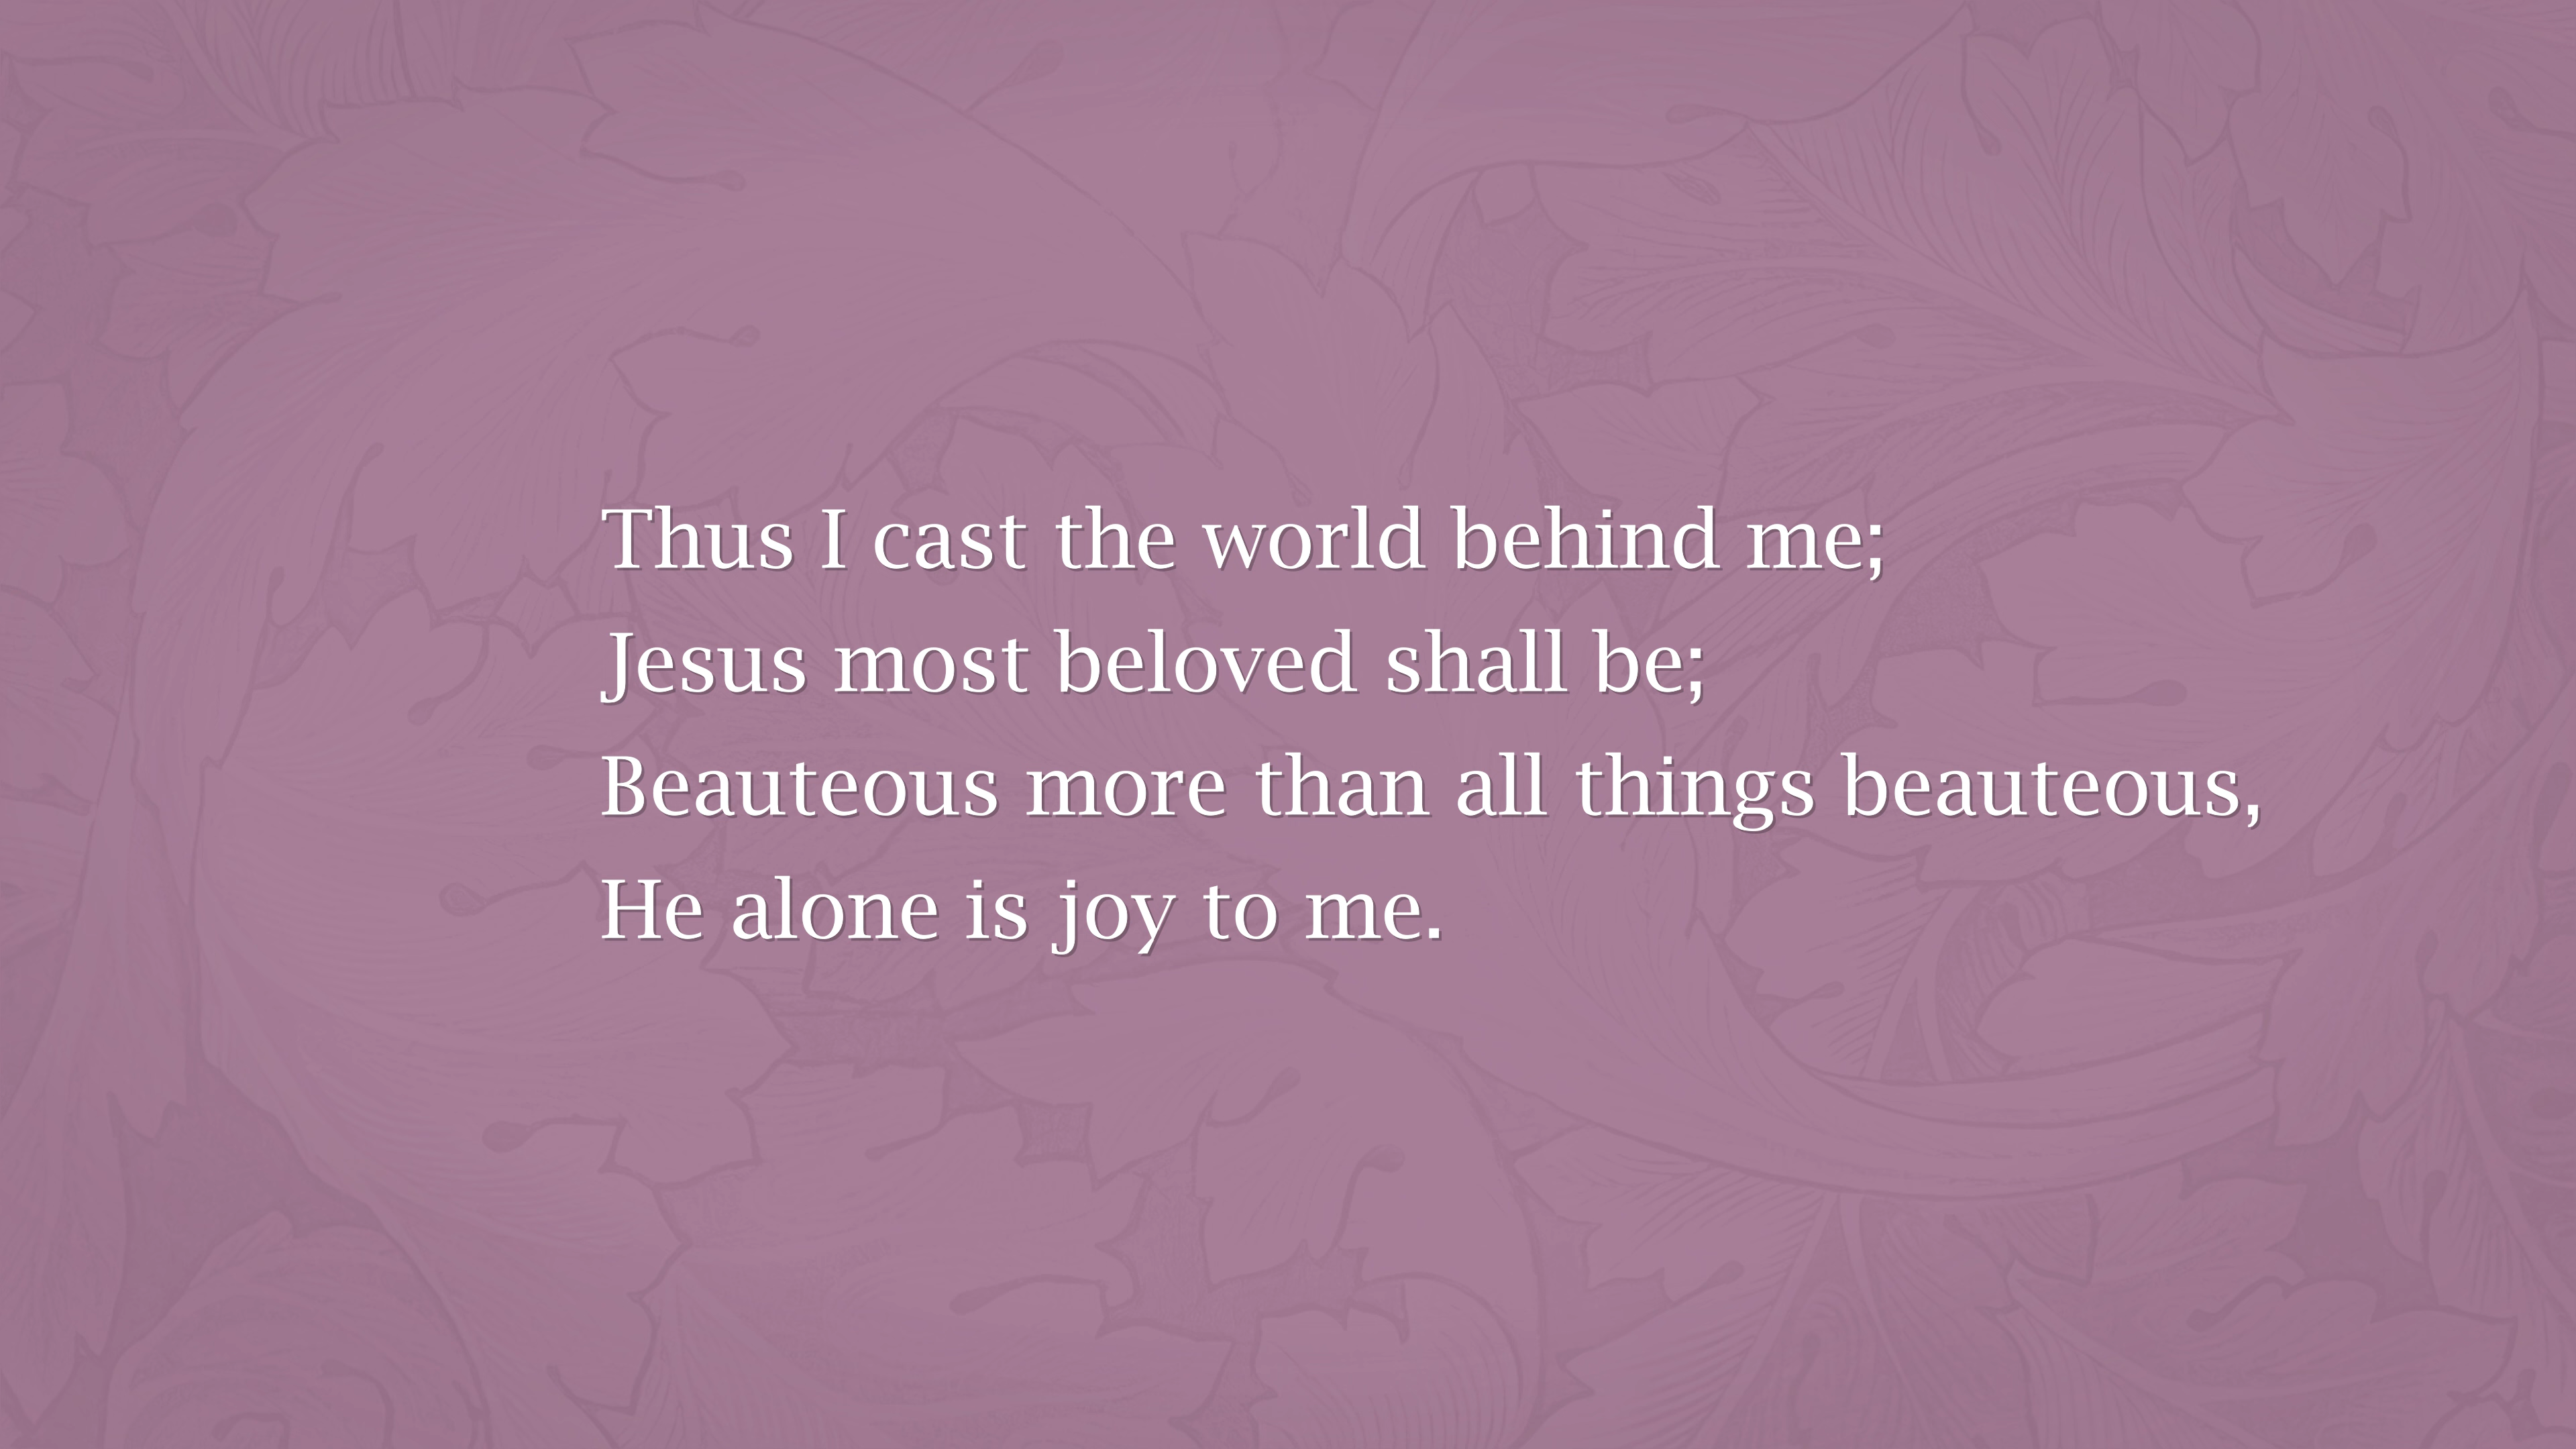 Thus I cast the world behind me;
Jesus most beloved shall be;
Beauteous more than all things beauteous,
He alone is joy to me.